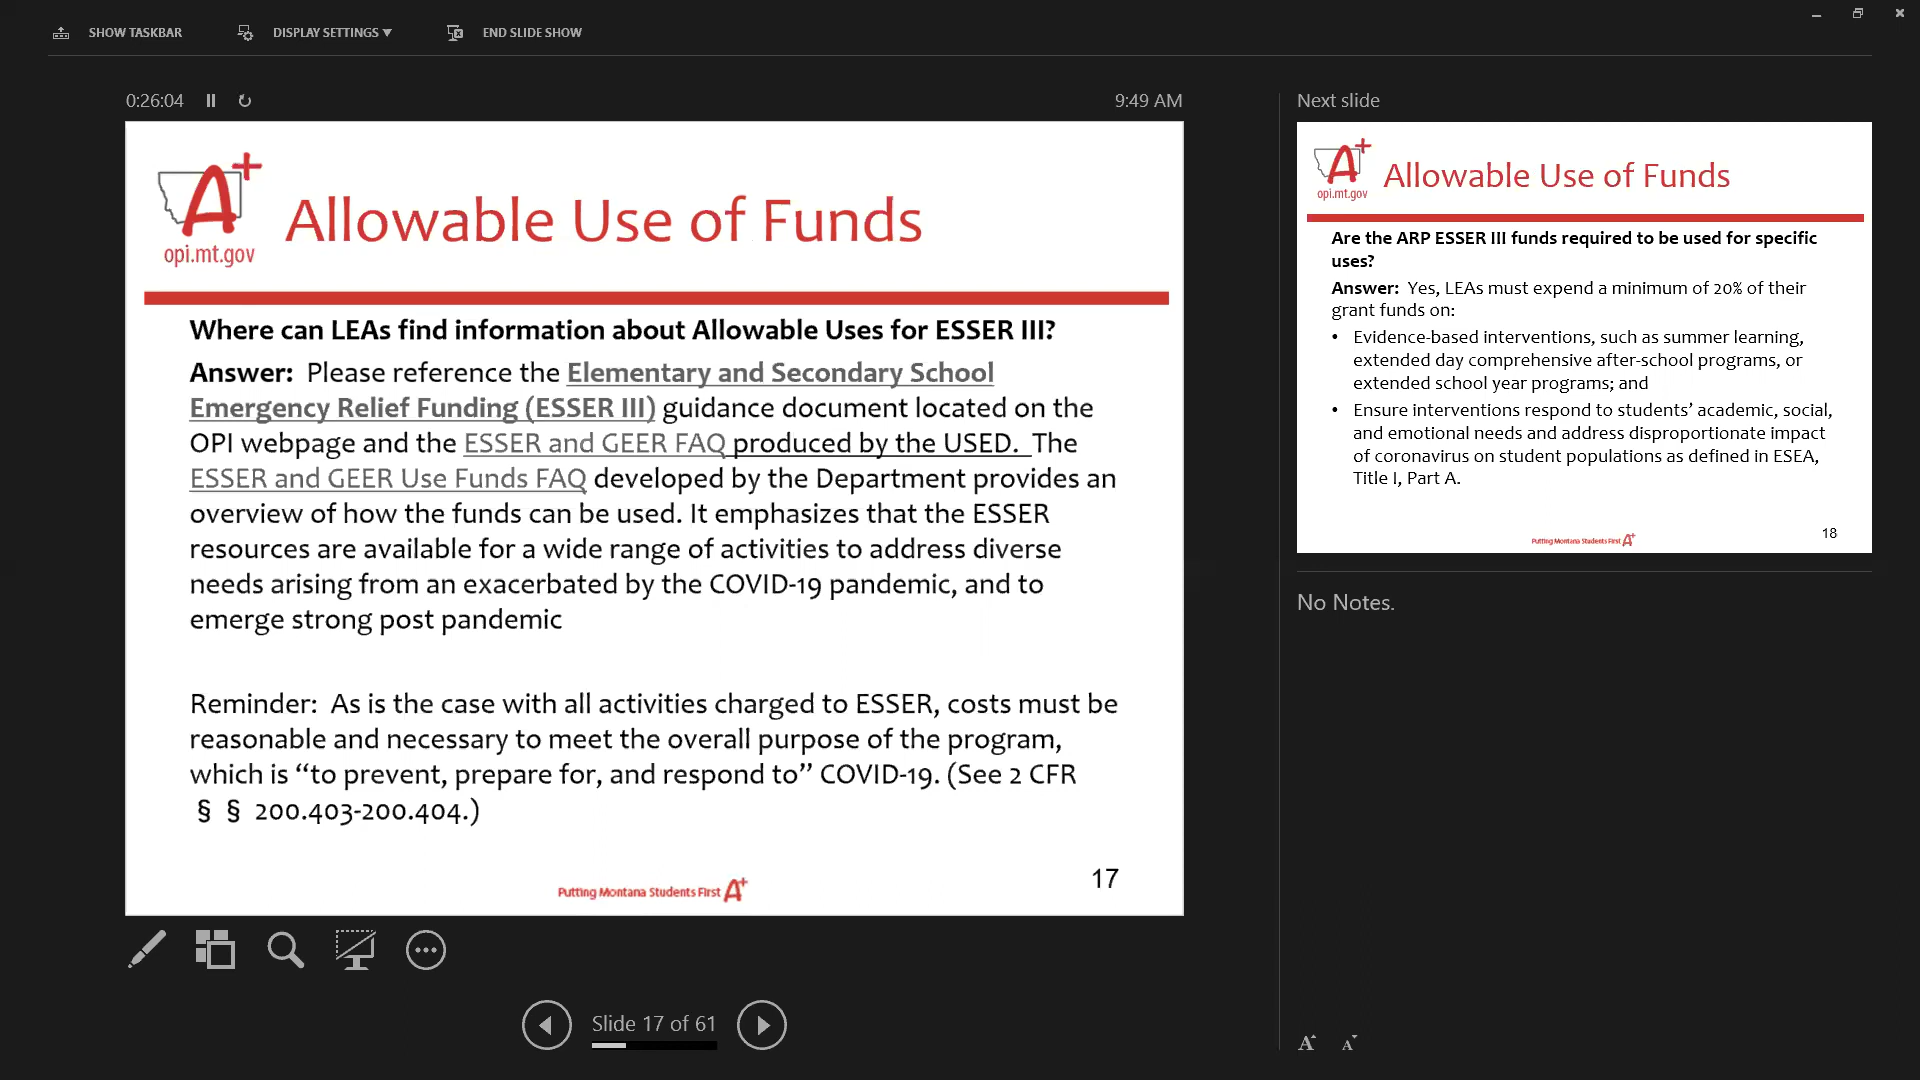 SHOW TASKBAR
DISPLAY SETTINGS ▼
END SLIDE SHOW
0:26:04
9:49 AM
A+
opi.mt.gov
Allowable Use of Funds
Where can LEAs find information about Allowable Uses for ESSER III?
Answer:  Please reference the Elementary and Secondary School
Emergency Relief Funding (ESSER III) guidance document located on the
OPI webpage and the ESSER and GEER FAQ produced by the USED.  The
ESSER and GEER Use Funds FAQ developed by the Department provides an
overview of how the funds can be used. It emphasizes that the ESSER
resources are available for a wide range of activities to address diverse
needs arising from an exacerbated by the COVID-19 pandemic, and to
emerge strong post pandemic
Reminder:  As is the case with all activities charged to ESSER, costs must be
reasonable and necessary to meet the overall purpose of the program,
which is “to prevent, prepare for, and respond to” COVID-19. (See 2 CFR
§ § 200.403-200.404.)
Putting Montana Students First A+
17
Slide 17 of 61
Next slide
A+
opi.mt.gov
Allowable Use of Funds
Are the ARP ESSER III funds required to be used for specific
uses?
Answer:  Yes, LEAs must expend a minimum of 20% of their
grant funds on:
• Evidence-based interventions, such as summer learning,
extended day comprehensive after-school programs, or
extended school year programs; and
• Ensure interventions respond to students’ academic, social,
and emotional needs and address disproportionate impact
of coronavirus on student populations as defined in ESEA,
Title I, Part A.
Putting Montana Students First A+
18
No Notes.
A A